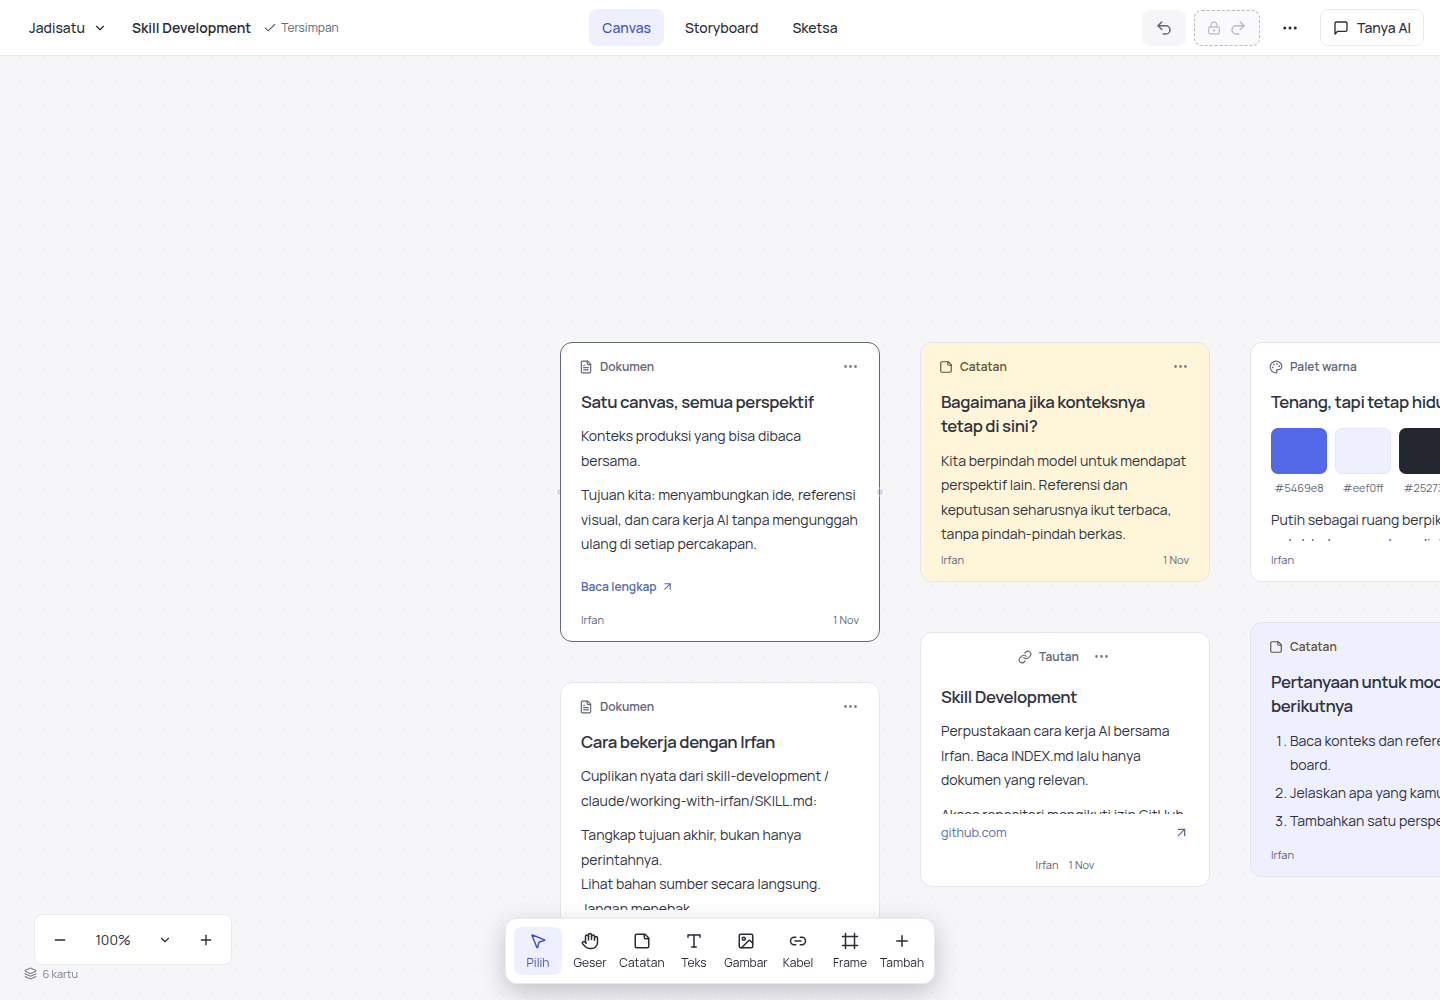 Jadisatu
Skill Development
Tersimpan
Canvas
Storyboard
Sketsa
Tanya AI
Dokumen
Satu canvas, semua perspektif
Konteks produksi yang bisa dibaca
bersama.
Tujuan kita: menyambungkan ide, referensi
visual, dan cara kerja AI tanpa mengunggah
ulang di setiap percakapan.
Baca lengkap
Irfan
1 Nov
Catatan
Bagaimana jika konteksnya
tetap di sini?
Kita berpindah model untuk mendapat
perspektif lain. Referensi dan
keputusan seharusnya ikut terbaca,
tanpa pindah-pindah berkas.
Irfan
1 Nov
Palet warna
Tenang, tapi tetap hidu
#5469e8
#eef0ff
#2527
Putih sebagai ruang berpik
Irfan
Dokumen
Cara bekerja dengan Irfan
Cuplikan nyata dari skill-development /
claude/working-with-irfan/SKILL.md:
Tangkap tujuan akhir, bukan hanya
perintahnya.
Lihat bahan sumber secara langsung.
Jangan menebak
Tautan
Skill Development
Perpustakaan cara kerja AI bersama
Irfan. Baca INDEX.md lalu hanya
dokumen yang relevan.
Akses repositori mengikuti izin GitHub
github.com
Irfan 1 Nov
Catatan
Pertanyaan untuk mod
berikutnya
1. Baca konteks dan refere
board.
2. Jelaskan apa yang kamu
3. Tambahkan satu perspe
Irfan
100%
6 kartu
Pilih
Geser
Catatan
Teks
Gambar
Kabel
Frame
Tambah